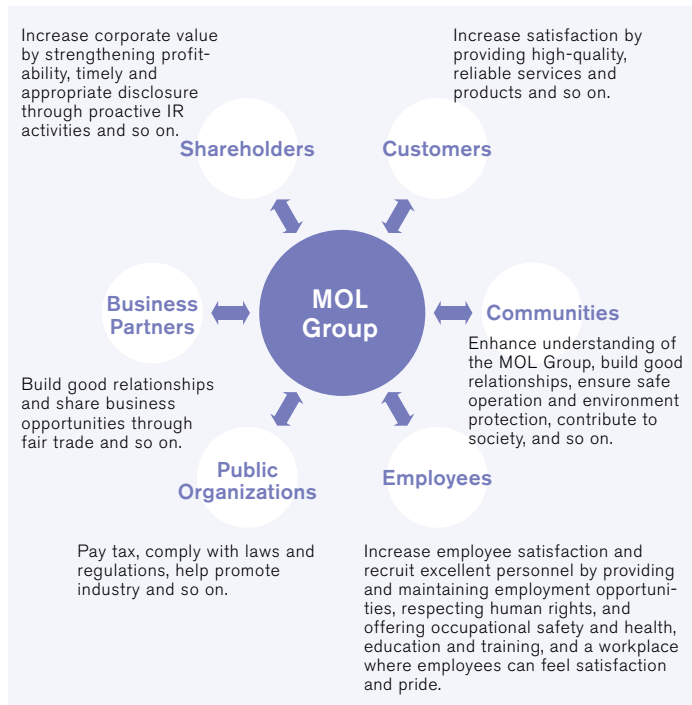 Increase corporate value
by strengthening profit-
ability, timely and
appropriate disclosure
through proactive IR
activities and so on.
Shareholders
Increase satisfaction by
providing high-quality,
reliable services and
products and so on.
Customers
MOL
Group
Business
Partners
Build good relationships
and share business
opportunities through
fair trade and so on.
Communities
Enhance understanding of
the MOL Group, build good
relationships, ensure safe
operation and environment
protection, contribute to
society, and so on.
Public
Organizations
Pay tax, comply with laws and
regulations, help promote
industry and so on.
Employees
Increase employee satisfaction and
recruit excellent personnel by providing
and maintaining employment opportuni-
ties, respecting human rights, and
offering occupational safety and health,
education and training, and a workplace
where employees can feel satisfaction
and pride.